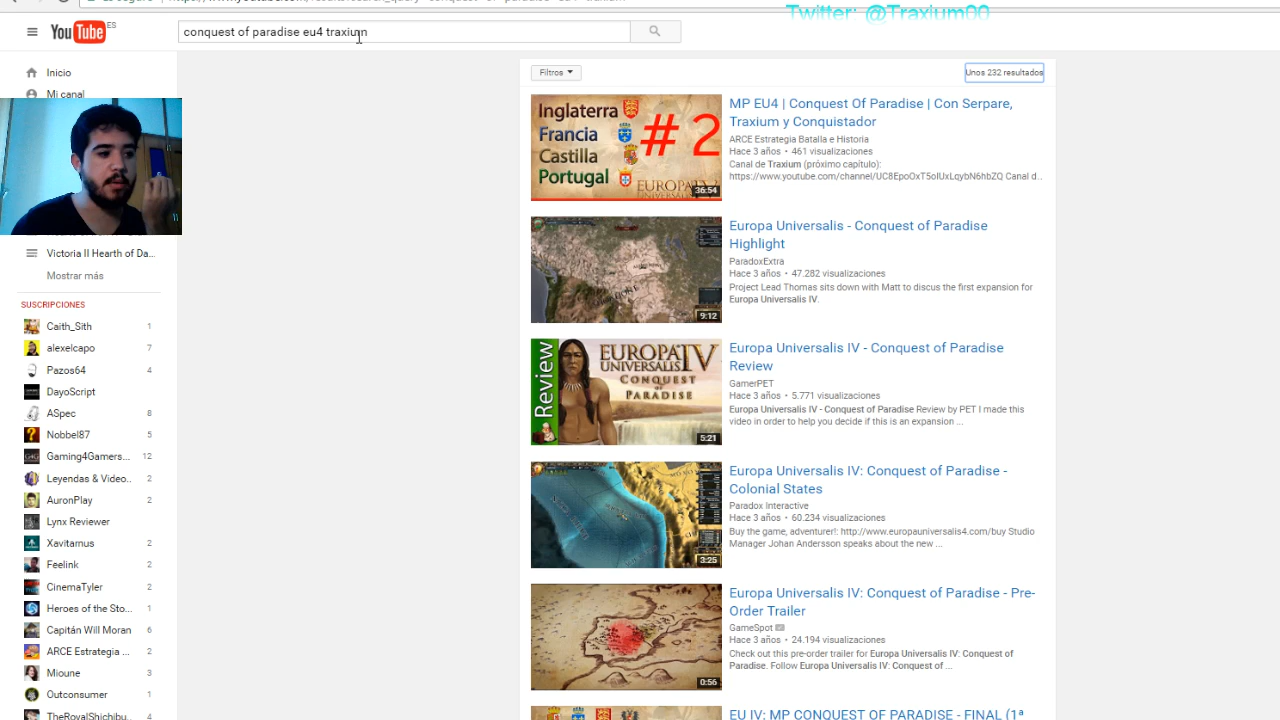 Twitter: @Traxium00
YouTube ES
conquest of paradise eu4 traxium
Inicio
Mi canal
Victoria II Hearth of Da...
Mostrar más
SUSCRIPCIONES
Caith_Sith 1
alexelcapo 7
Pazos64 4
DayoScript
ASpec 8
Nobbel87 5
Gaming4Gamers... 12
Leyendas & Video.. 2
AuronPlay 2
Lynx Reviewer
Xavitarnus 2
Feelink 2
CinemaTyler 2
Heroes of the Sto... 1
Capitán Will Moran 6
ARCE Estrategia ... 2
Mioune 3
Outconsumer 1
TheRoyalShichibu.. 4
Filtros
Unos 232 resultados
Inglaterra
Francia
Castilla
Portugal
#2
EUROPA
36:54
MP EU4 | Conquest Of Paradise | Con Serpare,
Traxium y Conquistador
ARCE Estrategia Batalla e Historia
Hace 3 años • 461 visualizaciones
Canal de Traxium (próximo capítulo):
https://www.youtube.com/channel/UC8EpoOxT5oIUxLqybN6hbZQ Canal d..
9:12
Europa Universalis - Conquest of Paradise
Highlight
ParadoxExtra
Hace 3 años • 47.282 visualizaciones
Project Lead Thomas sits down with Matt to discuss the first expansion for
Europa Universalis IV.
Review
EUROPA
UNIVERSALIS IV
CONQUEST
OF
PARADISE
5:21
Europa Universalis IV - Conquest of Paradise
Review
GamerPET
Hace 3 años • 5.771 visualizaciones
Europa Universalis IV - Conquest of Paradise Review by PET I made this
video in order to help you decide if this is an expansion ...
3:25
Europa Universalis IV: Conquest of Paradise -
Colonial States
Paradox Interactive
Hace 3 años • 60.234 visualizaciones
Buy the game, adventurer!: http://www.europauniversalis4.com/buy Studio
Manager Johan Andersson speaks about the new ...
0:56
Europa Universalis IV: Conquest of Paradise - Pre-
Order Trailer
GameSpot
Hace 3 años • 24.194 visualizaciones
Check out this pre-order trailer for Europa Universalis IV: Conquest of
Paradise. Follow Europa Universalis IV: Conquest of ...
EU IV: MP CONQUEST OF PARADISE - FINAL (1ª